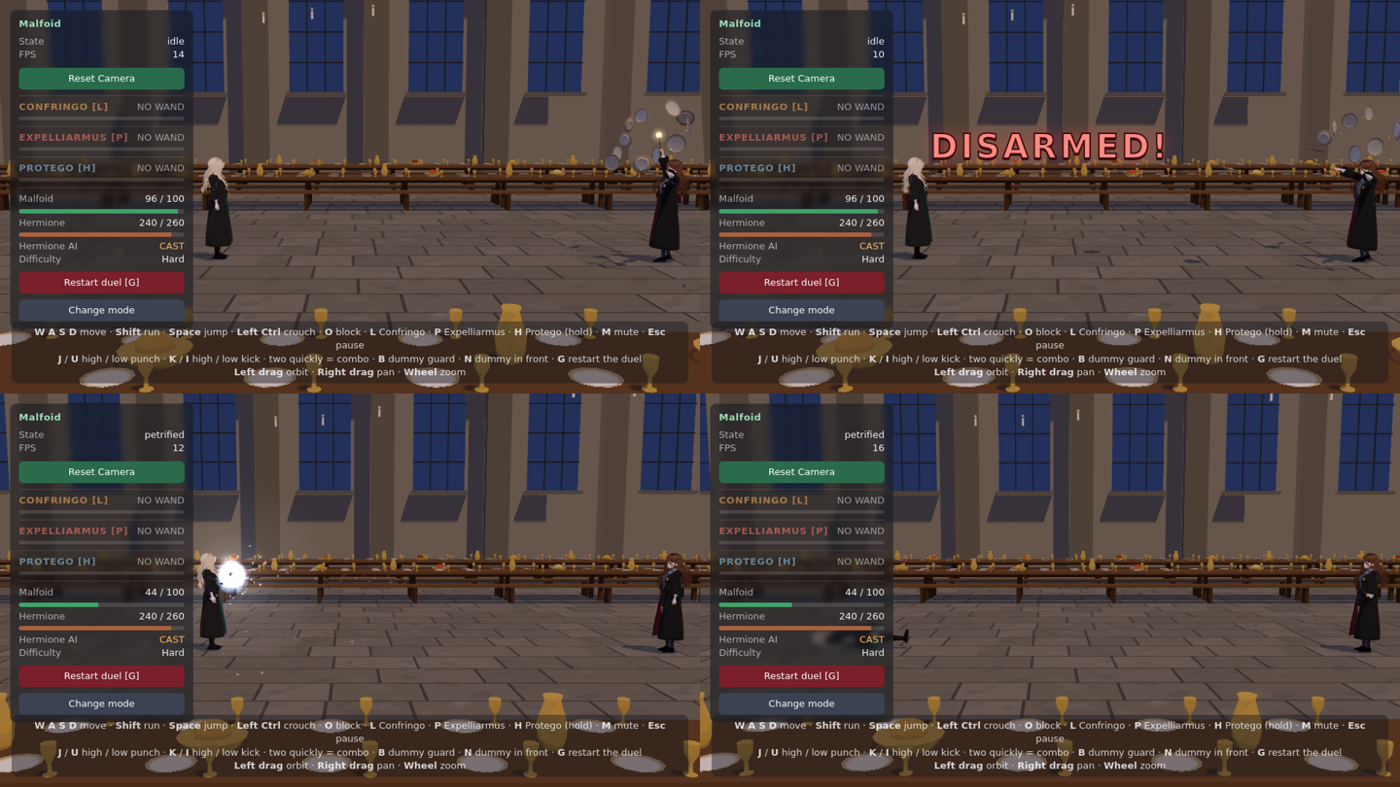 Malfoid
State idle
FPS 14
Reset Camera
CONFRINGO [L] NO WAND
EXPELLIARMUS [P] NO WAND
PROTEGO [H] NO WAND
Malfoid 96 / 100
Hermione 240 / 260
Hermione AI CAST
Difficulty Hard
Restart duel [G]
Change mode
W A S D move · Shift run · Space jump · Left Ctrl crouch · O block · L Confringo · P Expelliarmus · H Protego (hold) · M mute · Esc
pause
J / U high / low punch · K / I high / low kick · two quickly = combo · B dummy guard · N dummy in front · G restart the duel
Left drag orbit · Right drag pan · Wheel zoom
Malfoid
State idle
FPS 10
Reset Camera
CONFRINGO [L] NO WAND
EXPELLIARMUS [P] NO WAND
DISARMED!
PROTEGO [H] NO WAND
Malfoid 96 / 100
Hermione 240 / 260
Hermione AI CAST
Difficulty Hard
Restart duel [G]
Change mode
W A S D move · Shift run · Space jump · Left Ctrl crouch · O block · L Confringo · P Expelliarmus · H Protego (hold) · M mute · Esc
pause
J / U high / low punch · K / I high / low kick · two quickly = combo · B dummy guard · N dummy in front · G restart the duel
Left drag orbit · Right drag pan · Wheel zoom
Malfoid
State petrified
FPS 12
Reset Camera
CONFRINGO [L] NO WAND
EXPELLIARMUS [P] NO WAND
PROTEGO [H] NO WAND
Malfoid 44 / 100
Hermione 240 / 260
Hermione AI CAST
Difficulty Hard
Restart duel [G]
Change mode
W A S D move · Shift run · Space jump · Left Ctrl crouch · O block · L Confringo · P Expelliarmus · H Protego (hold) · M mute · Esc
pause
J / U high / low punch · K / I high / low kick · two quickly = combo · B dummy guard · N dummy in front · G restart the duel
Left drag orbit · Right drag pan · Wheel zoom
Malfoid
State petrified
FPS 16
Reset Camera
CONFRINGO [L] NO WAND
EXPELLIARMUS [P] NO WAND
PROTEGO [H] NO WAND
Malfoid 44 / 100
Hermione 240 / 260
Hermione AI CAST
Difficulty Hard
Restart duel [G]
Change mode
W A S D move · Shift run · Space jump · Left Ctrl crouch · O block · L Confringo · P Expelliarmus · H Protego (hold) · M mute · Esc
pause
J / U high / low punch · K / I high / low kick · two quickly = combo · B dummy guard · N dummy in front · G restart the duel
Left drag orbit · Right drag pan · Wheel zoom